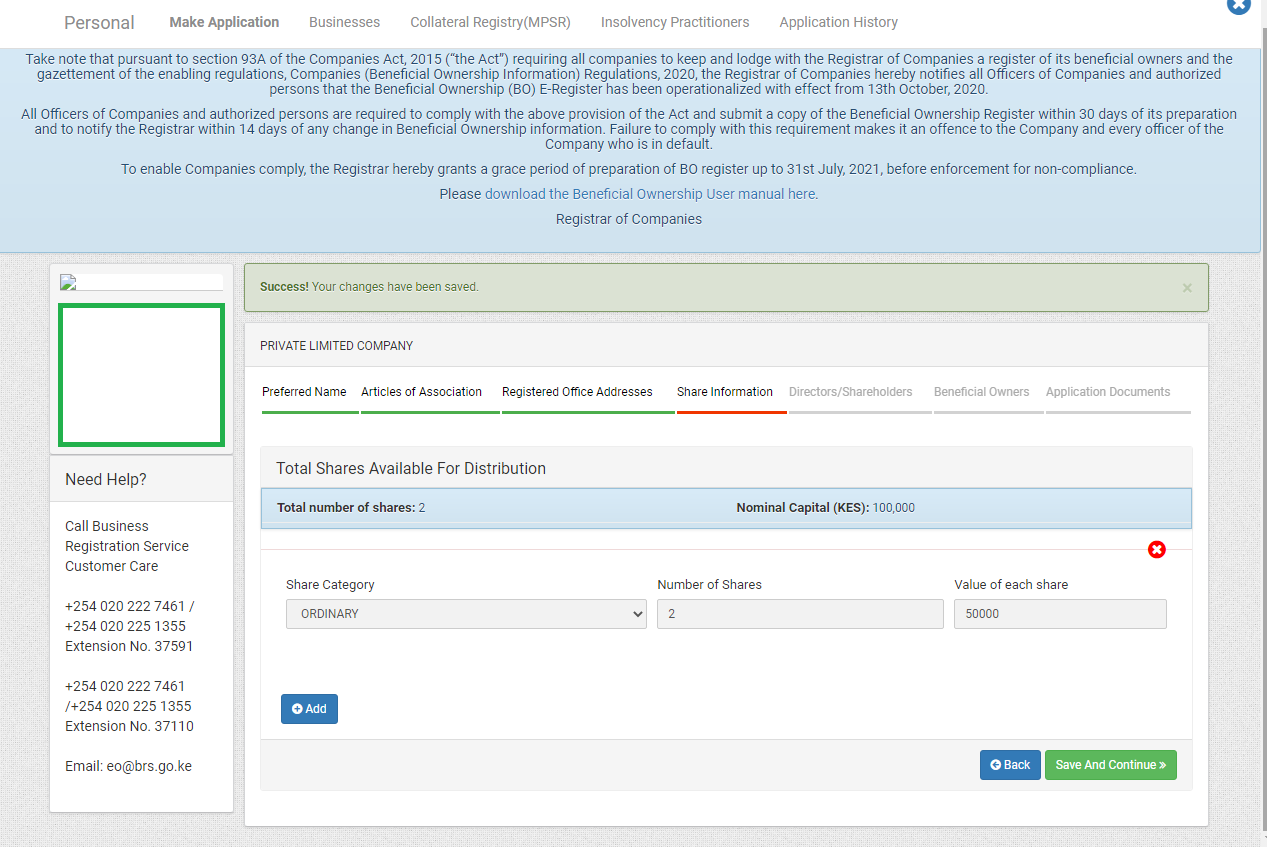 Personal
Make Application
Businesses
Collateral Registry(MPSR)
Insolvency Practitioners
Application History
Take note that pursuant to section 93A of the Companies Act, 2015 (“the Act”) requiring all companies to keep and lodge with the Registrar of Companies a register of its beneficial owners and the
gazettement of the enabling regulations, Companies (Beneficial Ownership Information) Regulations, 2020, the Registrar of Companies hereby notifies all Officers of Companies and authorized
persons that the Beneficial Ownership (BO) E-Register has been operationalized with effect from 13th October, 2020.
All Officers of Companies and authorized persons are required to comply with the above provision of the Act and submit a copy of the Beneficial Ownership Register within 30 days of its preparation
and to notify the Registrar within 14 days of any change in Beneficial Ownership information. Failure to comply with this requirement makes it an offence to the Company and every officer of the
Company who is in default.
To enable Companies comply, the Registrar hereby grants a grace period of preparation of BO register up to 31st July, 2021, before enforcement for non-compliance.
Please download the Beneficial Ownership User manual here.
Registrar of Companies
Need Help?
Call Business
Registration Service
Customer Care
+254 020 222 7461 /
+254 020 225 1355
Extension No. 37591
+254 020 222 7461
/+254 020 225 1355
Extension No. 37110
Email: eo@brs.go.ke
Success! Your changes have been saved.
×
PRIVATE LIMITED COMPANY
Preferred Name
Articles of Association
Registered Office Addresses
Share Information
Directors/Shareholders
Beneficial Owners
Application Documents
Total Shares Available For Distribution
Total number of shares: 2
Nominal Capital (KES): 100,000
Share Category
Number of Shares
Value of each share
ORDINARY
2
50000
Add
Back
Save And Continue »